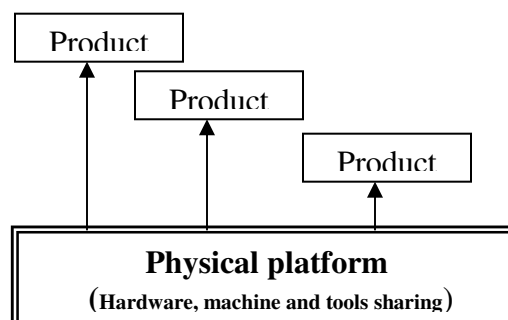 Product
Product
Product
Physical platform
(Hardware, machine and tools sharing)